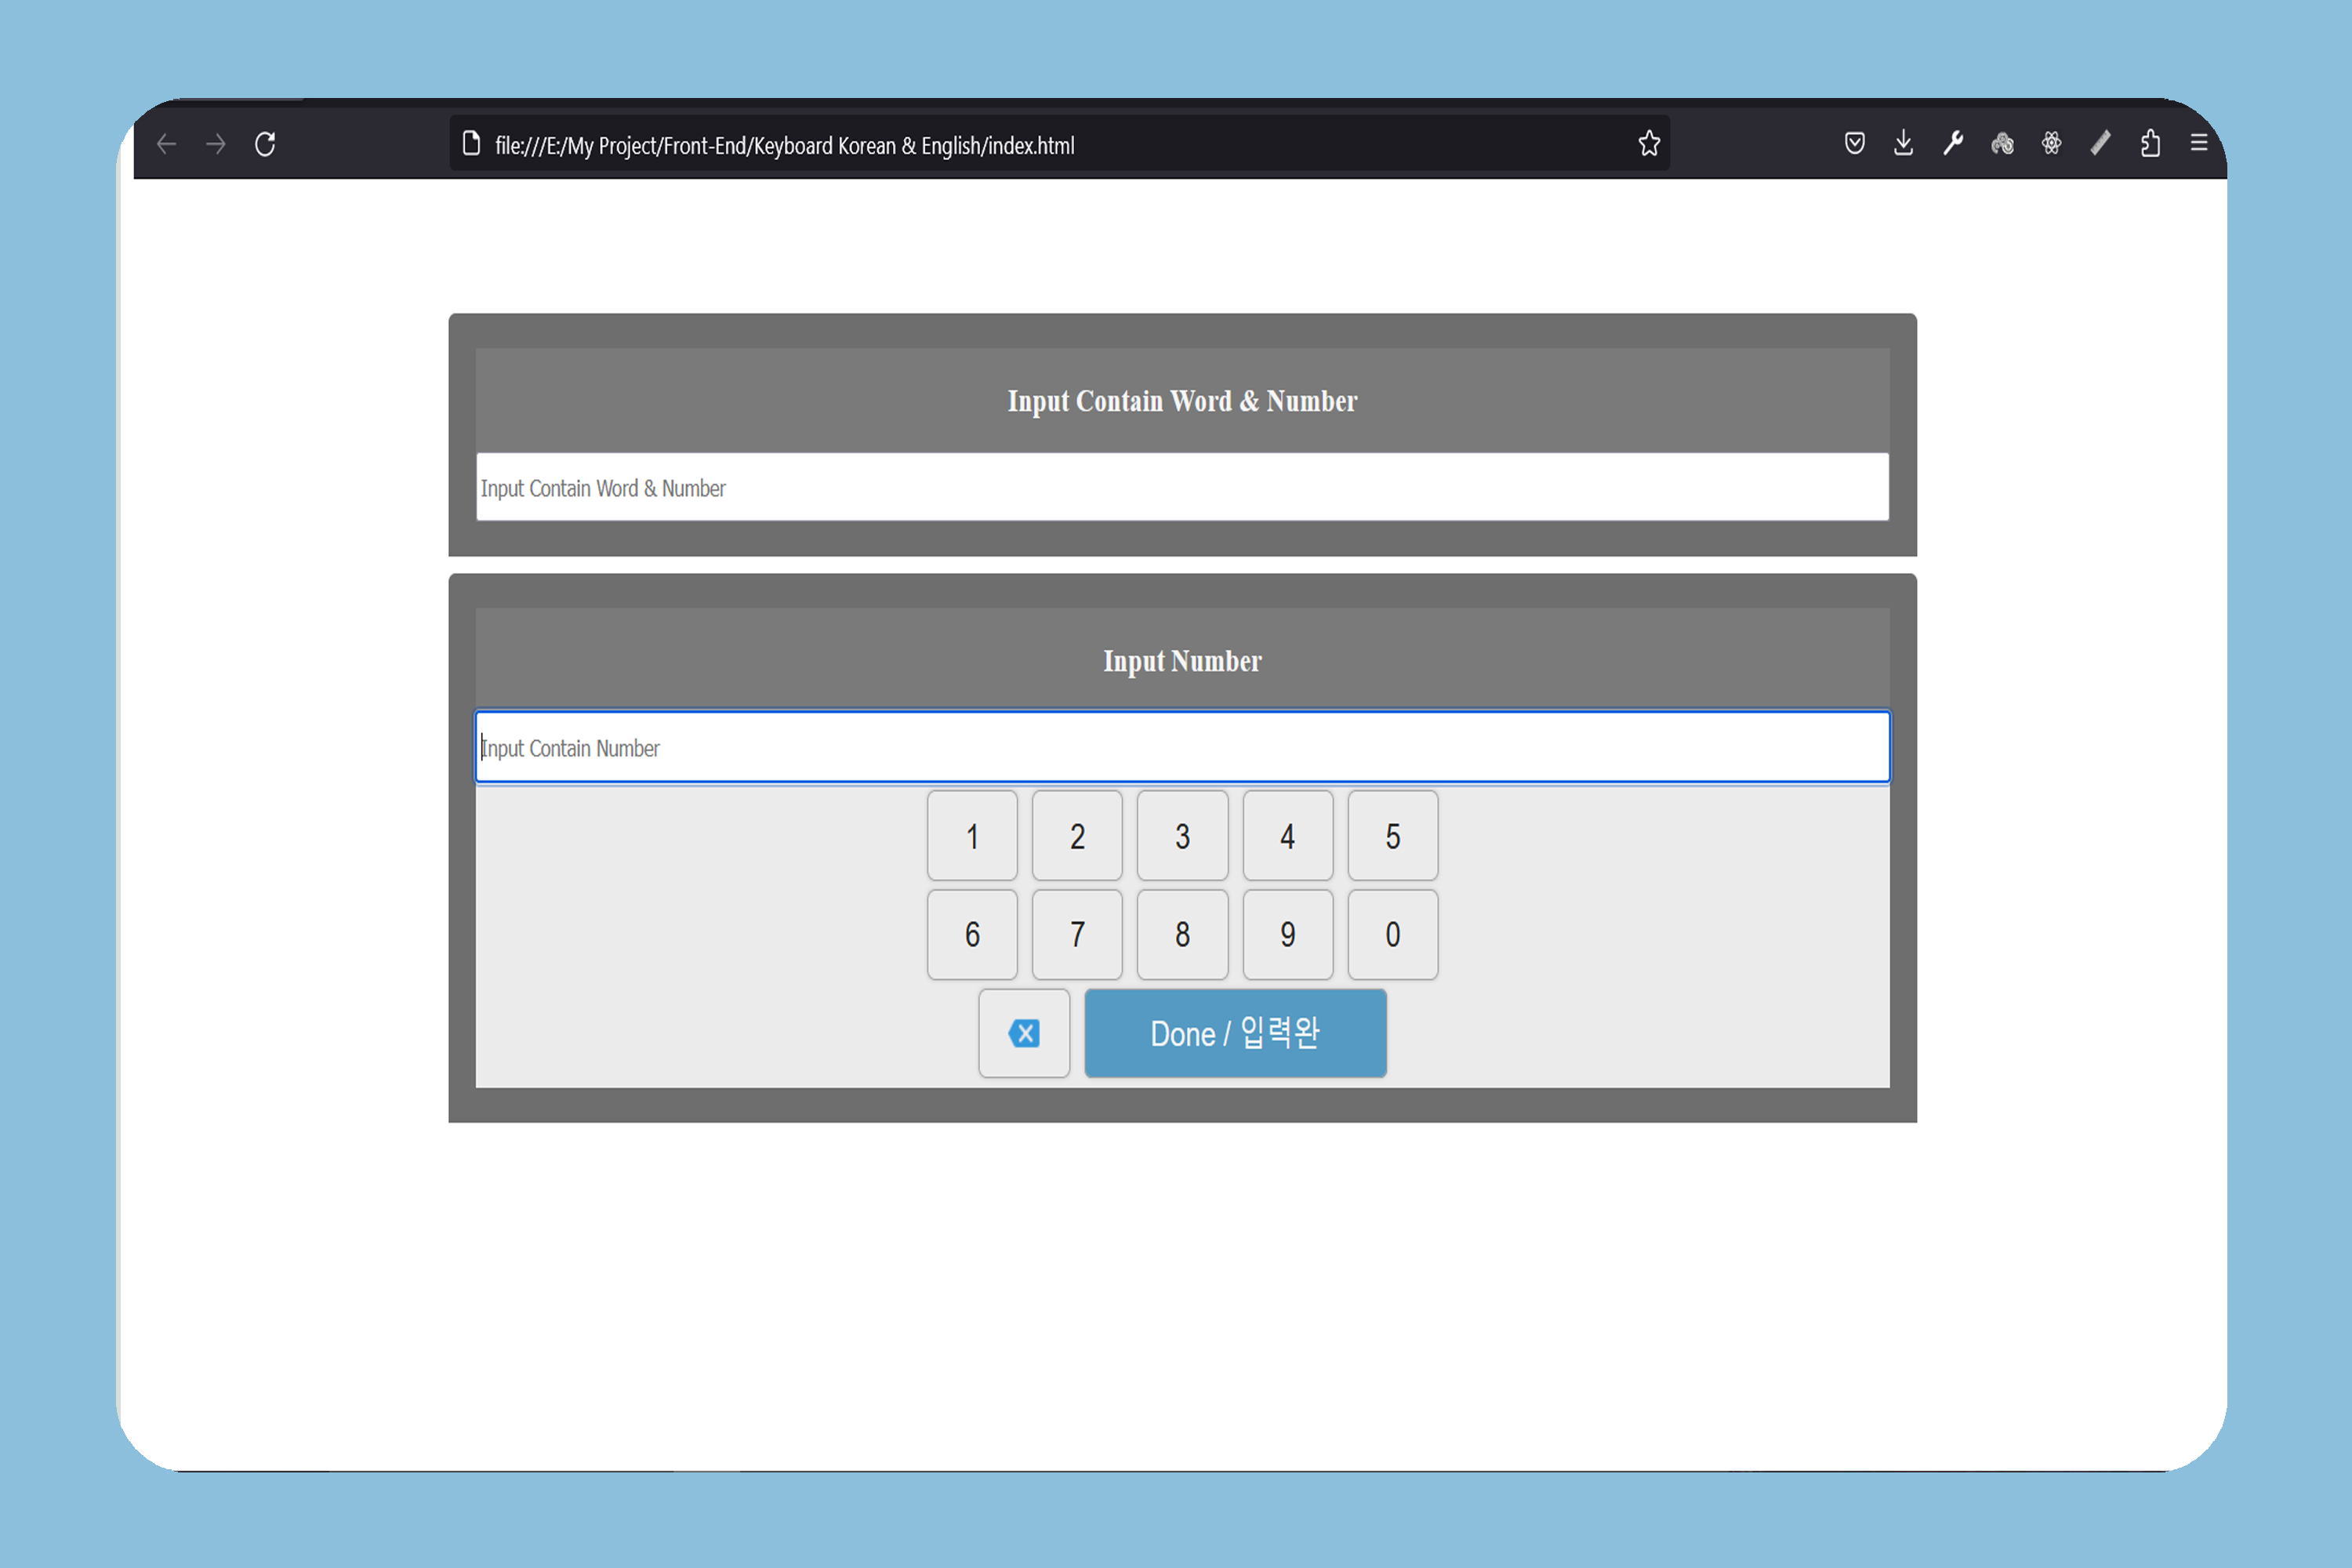 file:///E:/My Project/Front-End/Keyboard Korean & English/index.html
Input Contain Word & Number
Input Contain Word & Number
Input Number
Input Contain Number
1 2 3 4 5
6 7 8 9 0
Done / 입력완